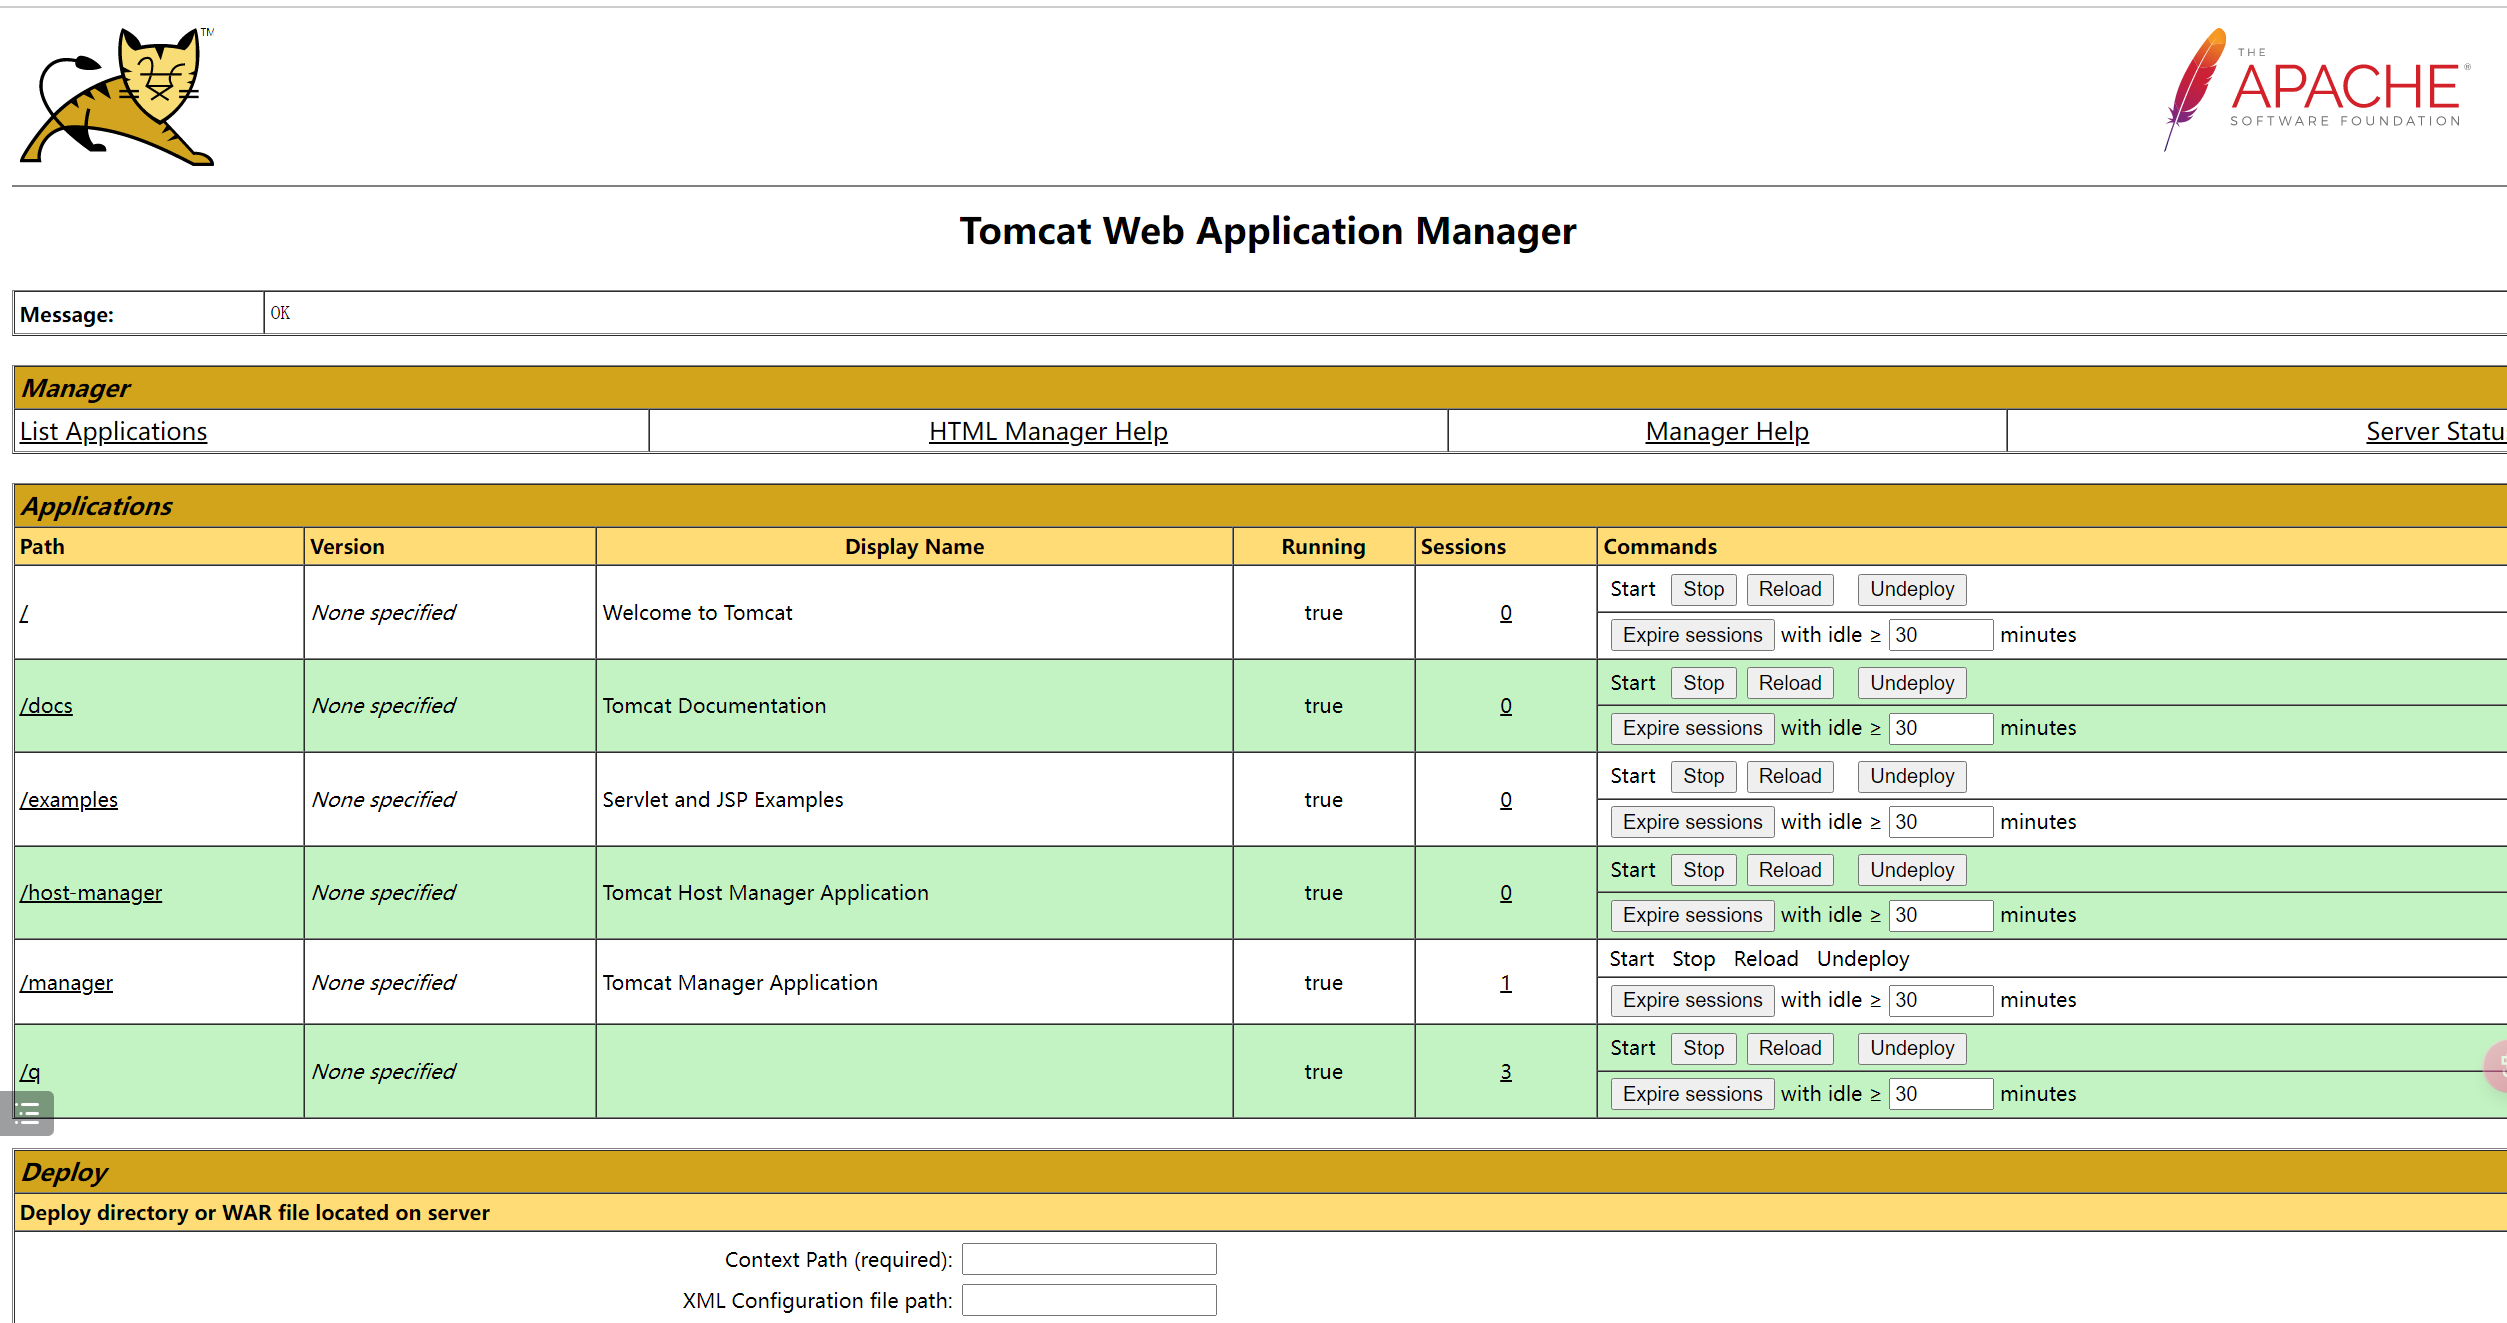 TM
THE
APACHE®
SOFTWARE FOUNDATION
Tomcat Web Application Manager
Message: OK
Manager
List Applications HTML Manager Help Manager Help Server Statu
Applications
Path Version Display Name Running Sessions Commands
/ None specified Welcome to Tomcat true 0 Start Stop Reload Undeploy
Expire sessions with idle ≥ 30 minutes
/docs None specified Tomcat Documentation true 0 Start Stop Reload Undeploy
Expire sessions with idle ≥ 30 minutes
/examples None specified Servlet and JSP Examples true 0 Start Stop Reload Undeploy
Expire sessions with idle ≥ 30 minutes
/host-manager None specified Tomcat Host Manager Application true 0 Start Stop Reload Undeploy
Expire sessions with idle ≥ 30 minutes
/manager None specified Tomcat Manager Application true 1 Start Stop Reload Undeploy
Expire sessions with idle ≥ 30 minutes
/q None specified true 3 Start Stop Reload Undeploy
Expire sessions with idle ≥ 30 minutes
Deploy
Deploy directory or WAR file located on server
Context Path (required):
XML Configuration file path: